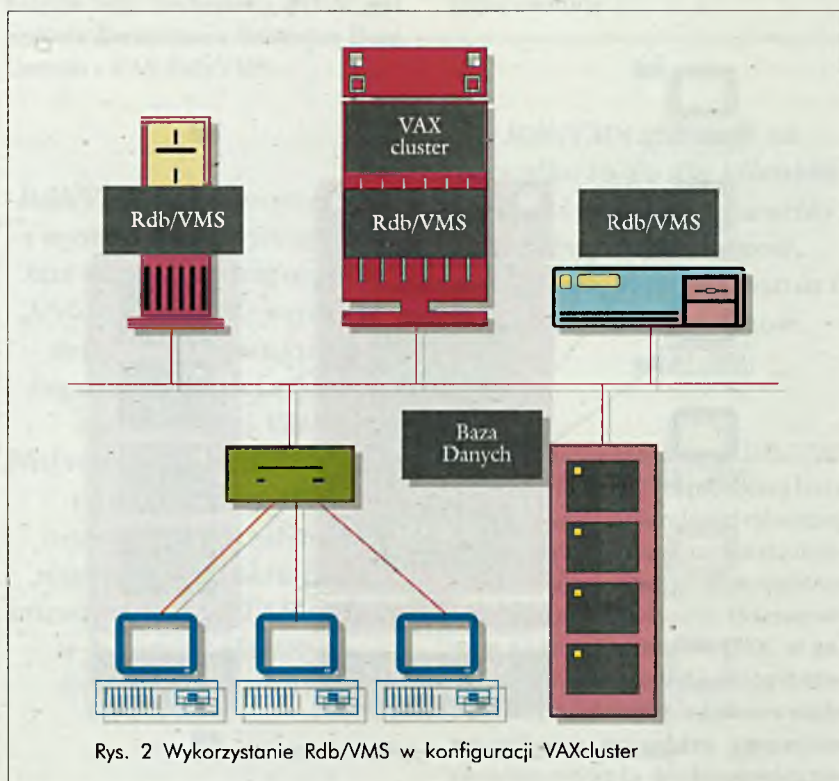 VAX
cluster
Rdb/VMS
Rdb/VMS
Rdb/VMS
Baza
Danych
Rys. 2 Wykorzystanie Rdb/VMS w konfiguracji VAXcluster